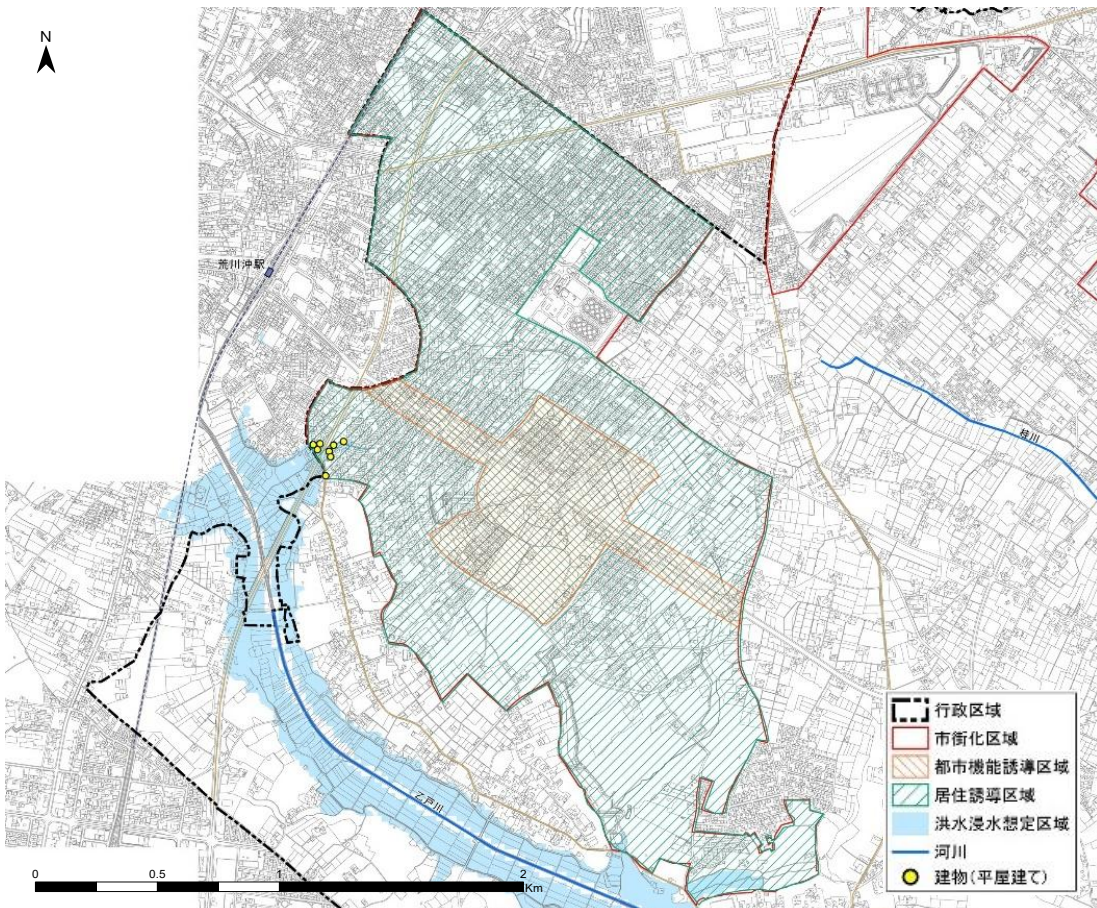 N
荒川沖駅
桂川
乙戸川
行政区域
市街化区域
都市機能誘導区域
居住誘導区域
洪水浸水想定区域
河川
建物(平屋建て)
0 0.5 1 2
Km